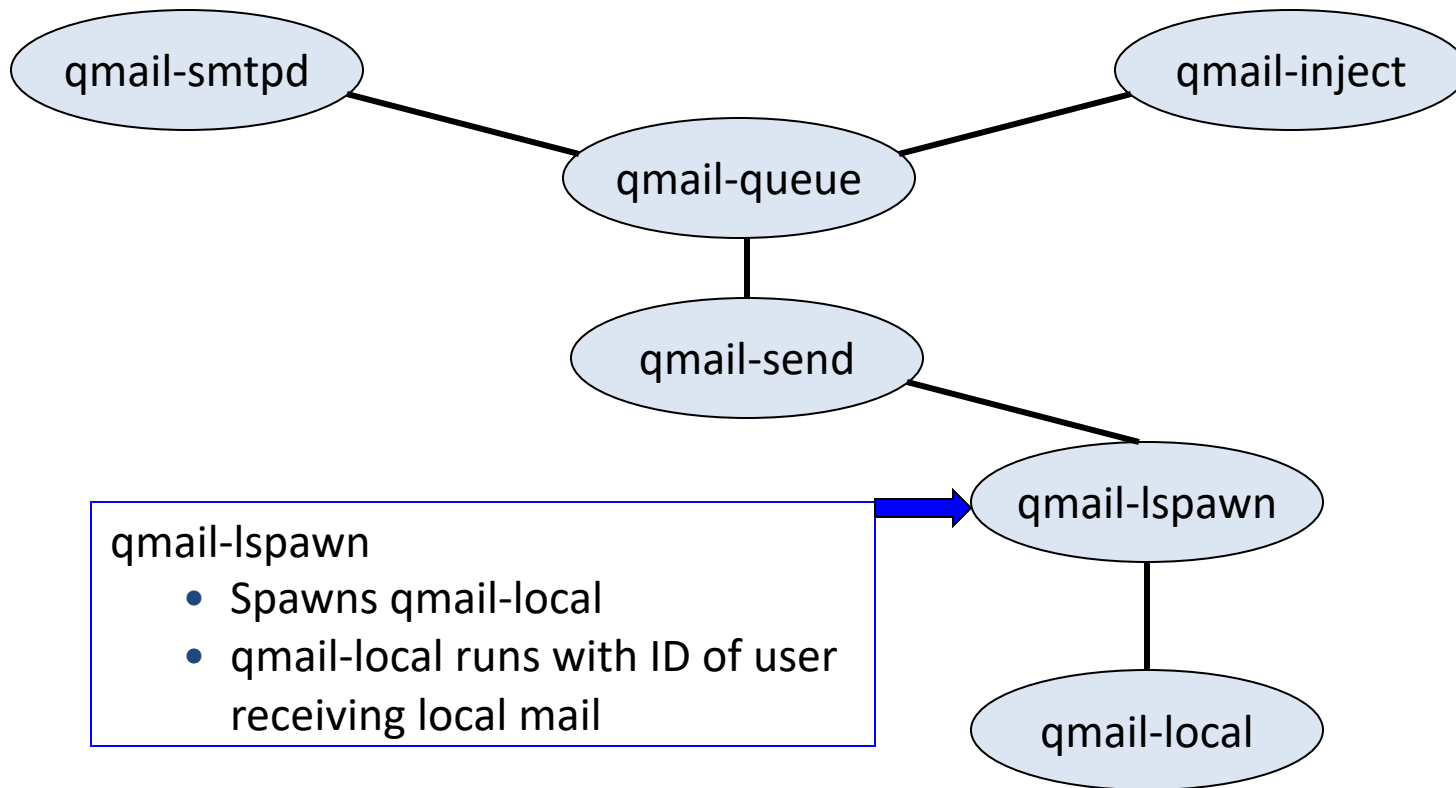 qmail-smtpd
qmail-inject
qmail-queue
qmail-send
qmail-lspawn
qmail-lspawn
• Spawns qmail-local
• qmail-local runs with ID of user
receiving local mail
qmail-local